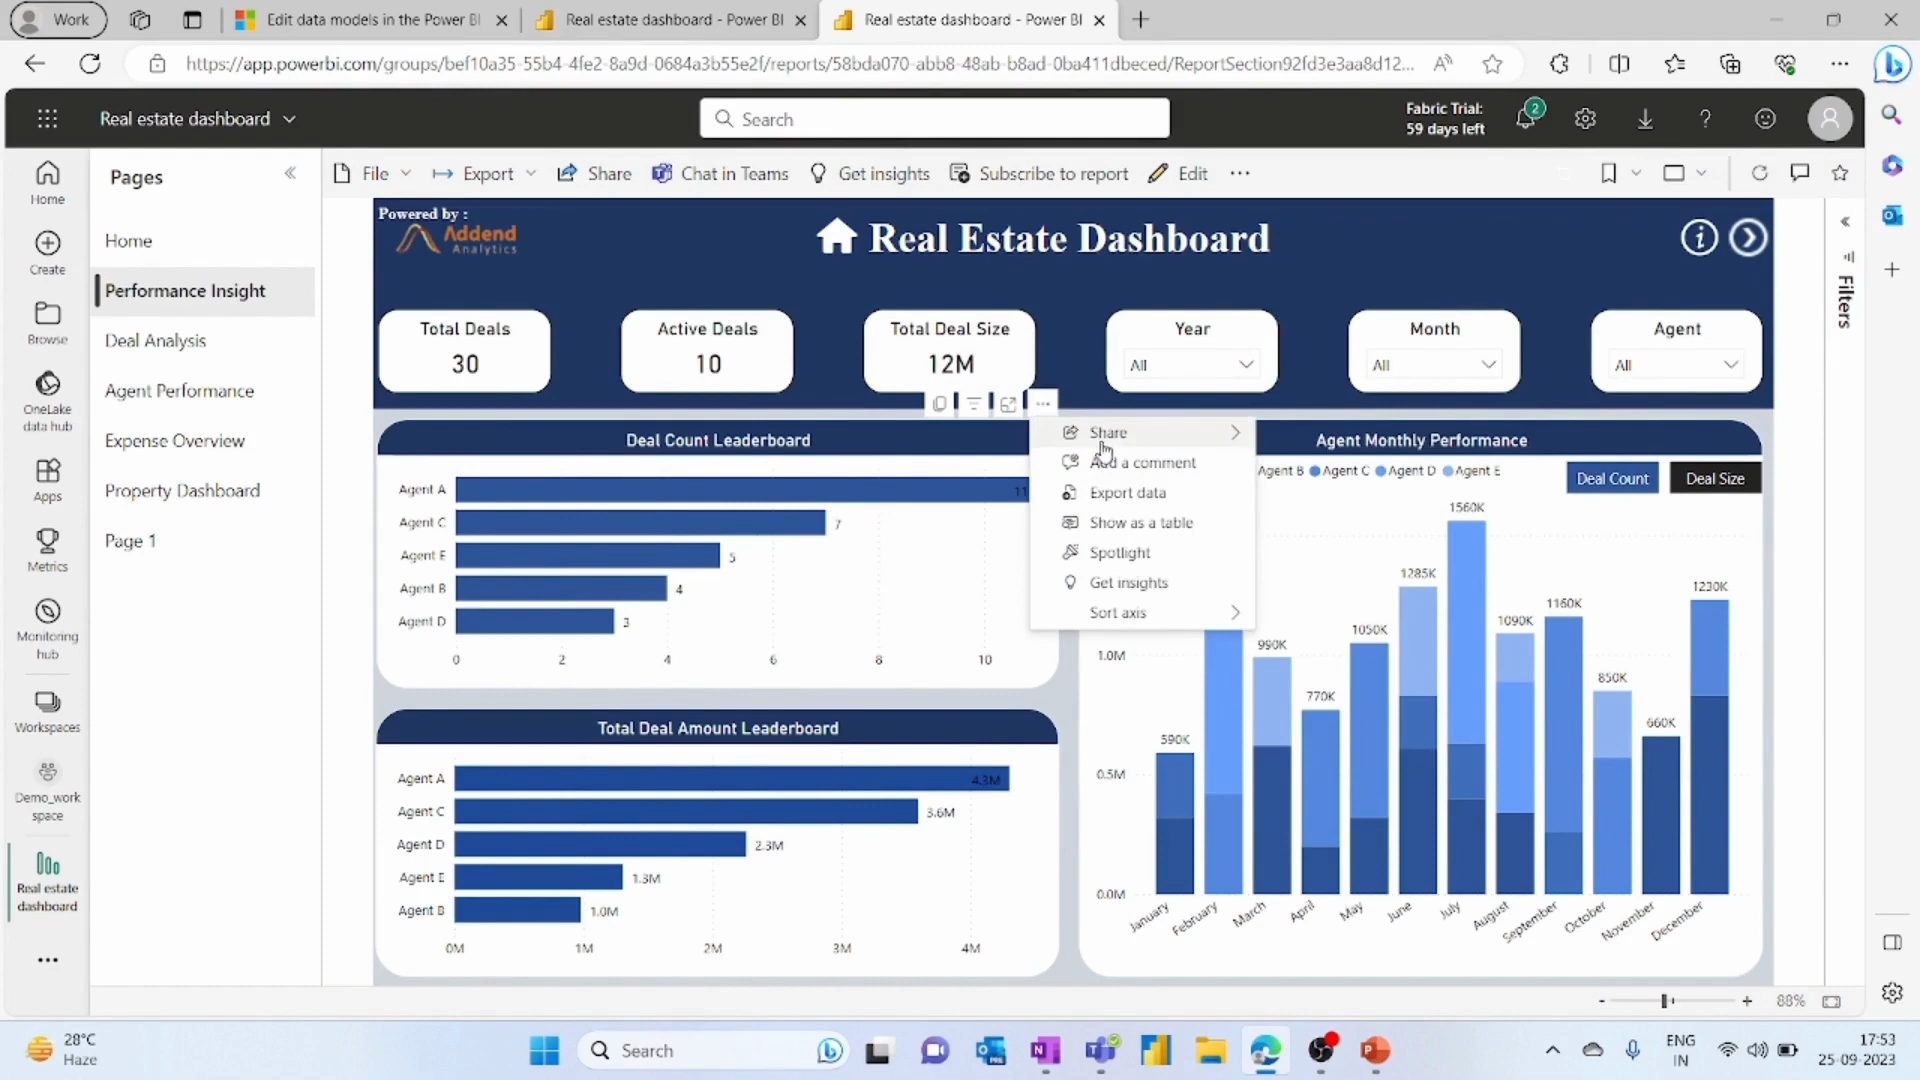 Work
Edit data models in the Power BI
Real estate dashboard - Power BI
Real estate dashboard - Power BI
https://app.powerbi.com/groups/bef10a35-55b4-4fe2-8a9d-0684a3b55e2f/reports/58bda070-abb8-48ab-b8ad-0ba411dbeced/ReportSection92fd3e3aa8d12...
Real estate dashboard
Search
Fabric Trial:
59 days left
2
Home
Create
Browse
OneLake
data hub
Apps
Metrics
Monitoring
hub
Workspaces
Demo_work
space
Real estate
dashboard
Pages
Home
Performance Insight
Deal Analysis
Agent Performance
Expense Overview
Property Dashboard
Page 1
File
Export
Share
Chat in Teams
Get insights
Subscribe to report
Edit
Powered by :
Addend
Analytics
Real Estate Dashboard
Total Deals
30
Active Deals
10
Total Deal Size
12M
Year
All
Month
All
Agent
All
Deal Count Leaderboard
Agent A
11
Agent C
7
Agent E
5
Agent B
4
Agent D
3
0 2 4 6 8 10
Share
Add a comment
Export data
Show as a table
Spotlight
Get insights
Sort axis
Total Deal Amount Leaderboard
Agent A
4.3M
Agent C
3.6M
Agent D
2.3M
Agent E
1.3M
Agent B
1.0M
0M 1M 2M 3M 4M
Agent Monthly Performance
Agent B Agent C Agent D Agent E
Deal Count
Deal Size
1560K
1285K
1230K
1160K
1090K
1050K
990K
850K
770K
660K
590K
1.0M
0.5M
0.0M
January February March April May June July August September October November December
Filters
88%
28°C
Haze
Search
ENG
IN
17:53
25-09-2023